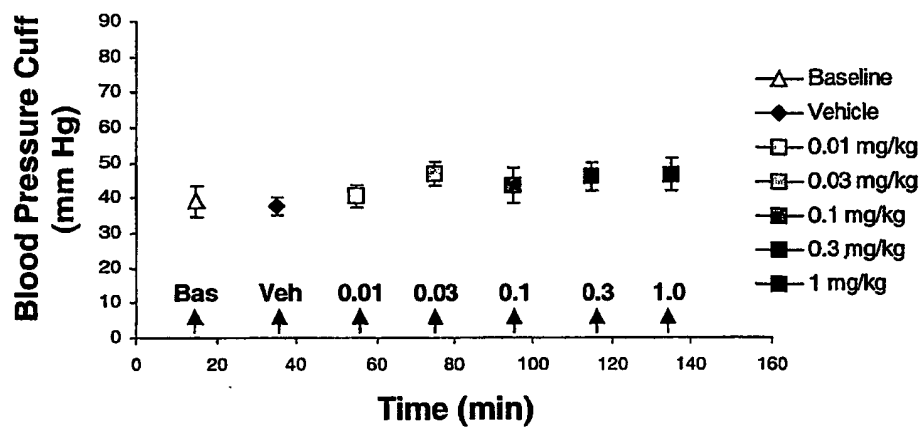 Blood Pressure Cuff
(mm Hg)
90
80
70
60
50
40
30
20
10
0
Bas Veh 0.01 0.03 0.1 0.3 1.0
0 20 40 60 80 100 120 140 160
Time (min)
Baseline
Vehicle
0.01 mg/kg
0.03 mg/kg
0.1 mg/kg
0.3 mg/kg
1 mg/kg